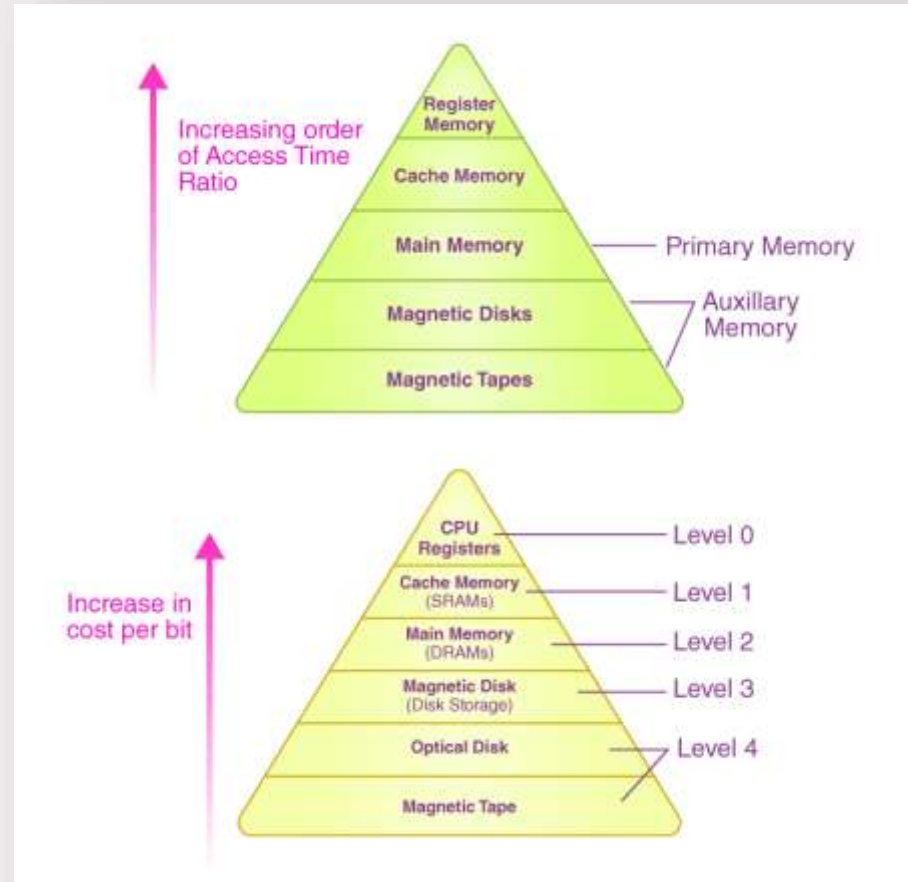 Register
Memory
Increasing order
of Access Time
Ratio
Cache Memory
Main Memory
Primary Memory
Magnetic Disks
Auxillary
Memory
Magnetic Tapes
CPU
Registers
Level 0
Increase in
cost per bit
Cache Memory
(SRAMs)
Level 1
Main Memory
(DRAMs)
Level 2
Magnetic Disk
(Disk Storage)
Level 3
Optical Disk
Level 4
Magnetic Tape